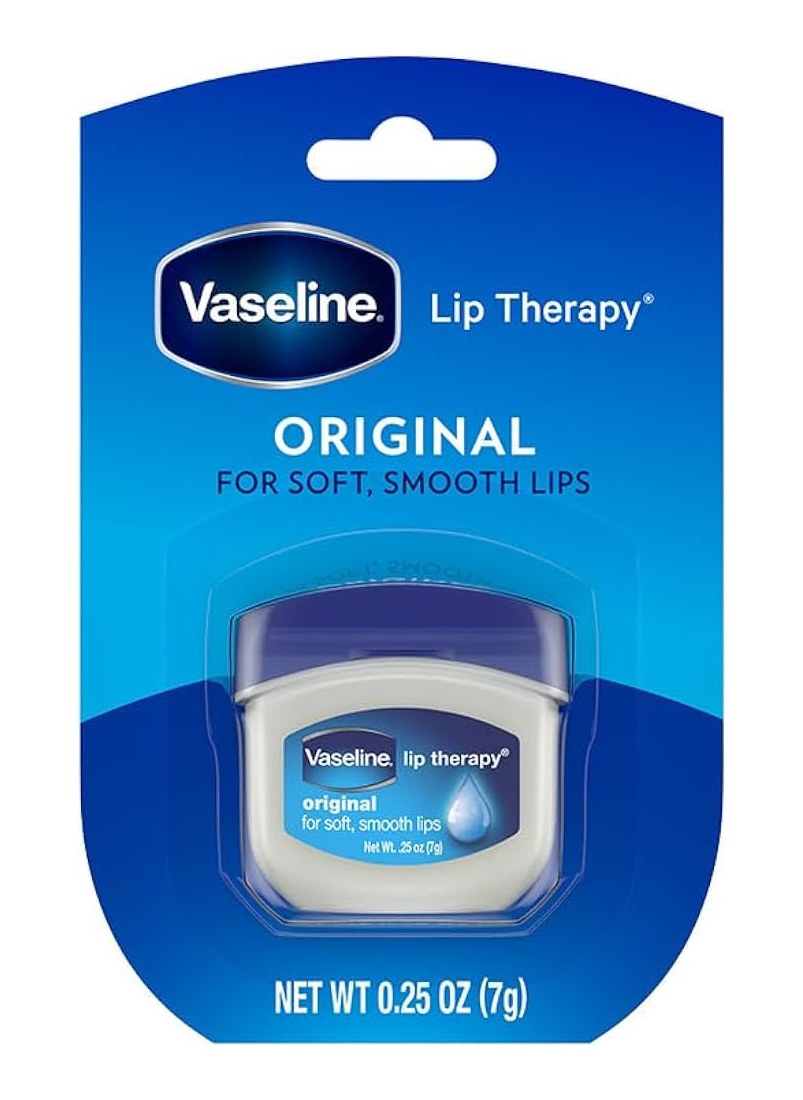 Vaseline. Lip Therapy®
ORIGINAL
FOR SOFT, SMOOTH LIPS
Vaseline. lip therapy®
original
for soft, smooth lips
Net Wt. .25 oz (7g)
NET WT 0.25 OZ (7g)